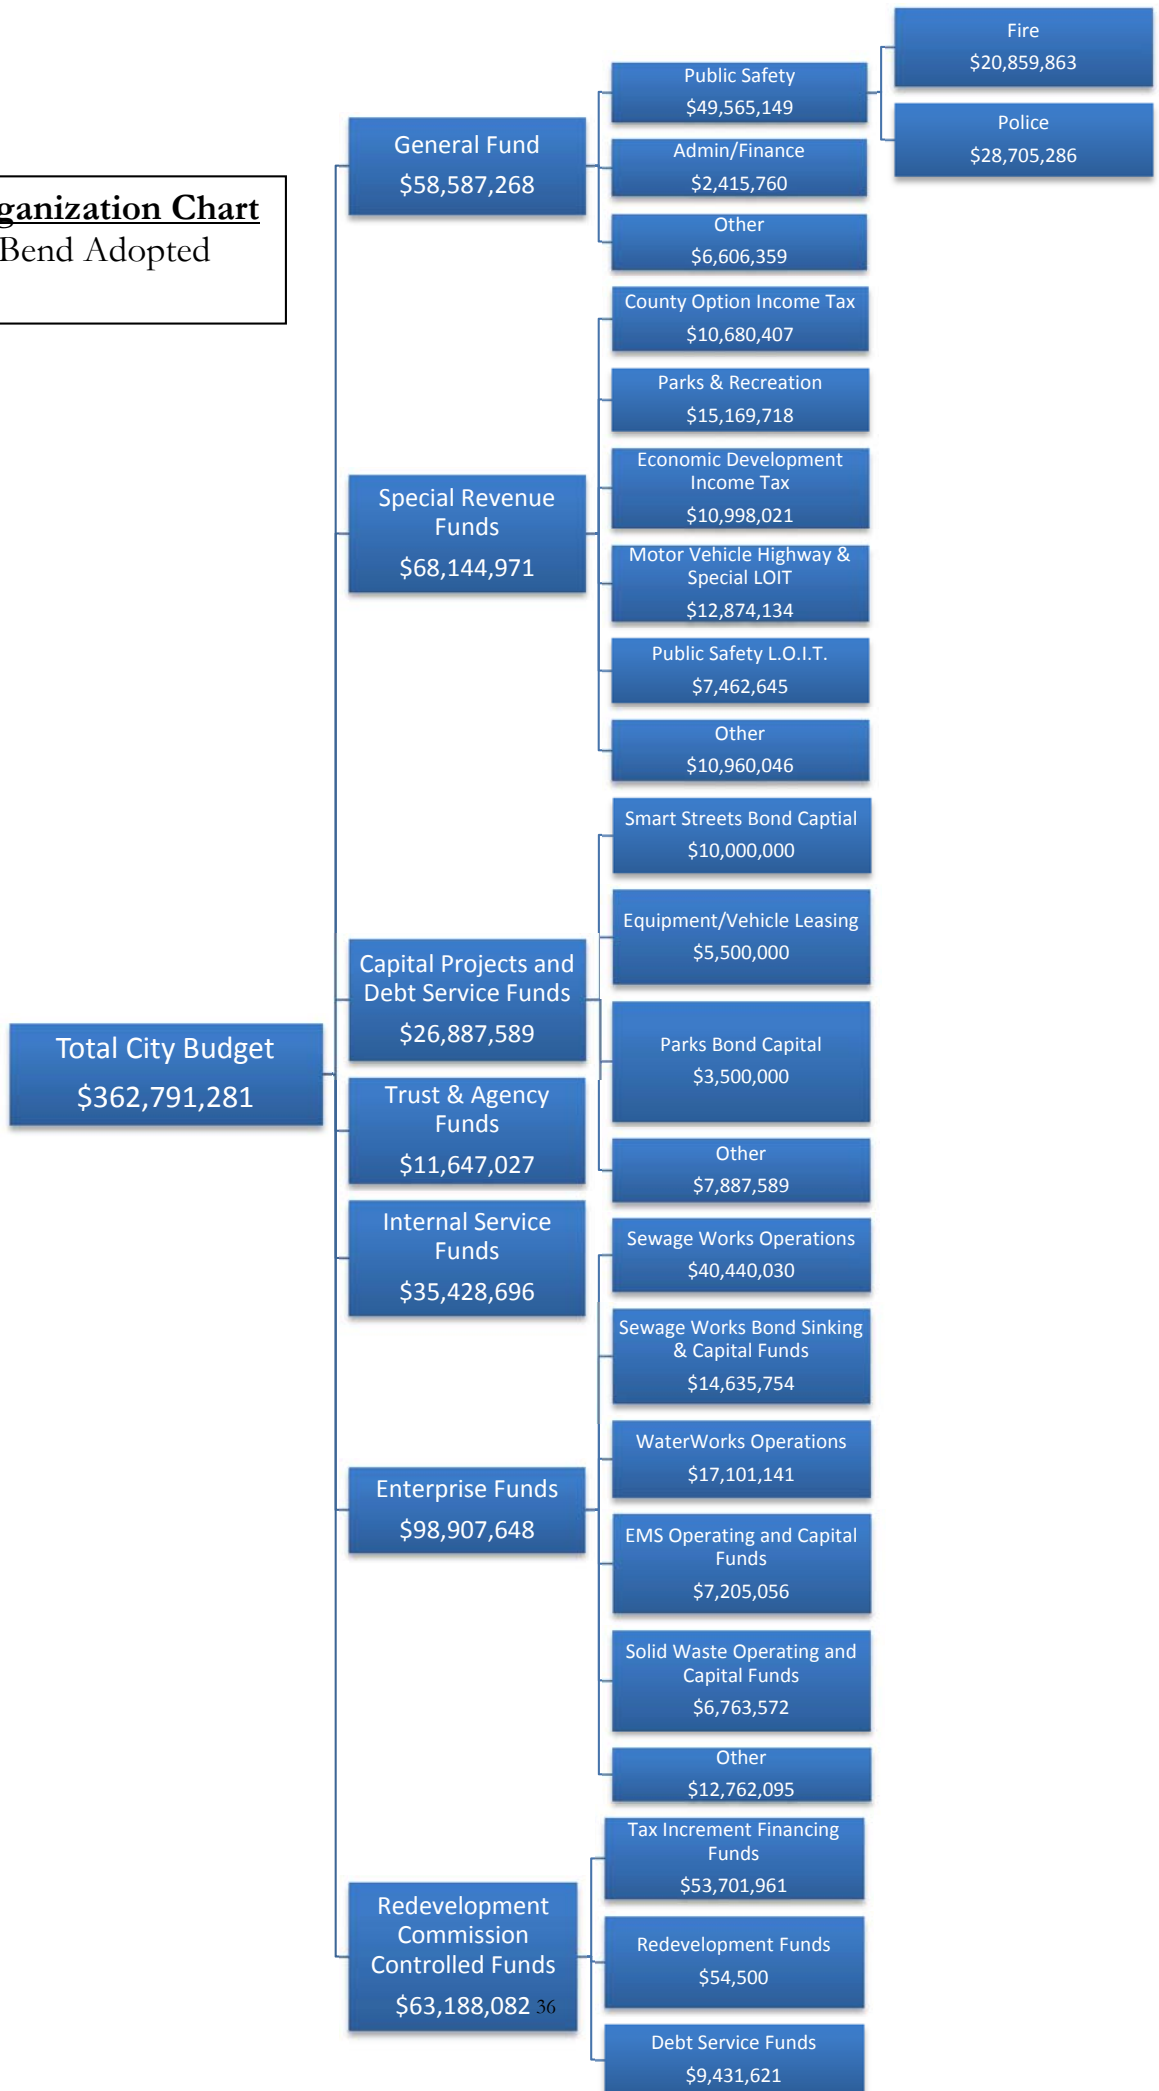 ganization Chart
Bend Adopted
Total City Budget
$362,791,281
General Fund
$58,587,268
Public Safety
$49,565,149
Fire
$20,859,863
Police
$28,705,286
Admin/Finance
$2,415,760
Other
$6,606,359
Special Revenue
Funds
$68,144,971
County Option Income Tax
$10,680,407
Parks & Recreation
$15,169,718
Economic Development
Income Tax
$10,998,021
Motor Vehicle Highway &
Special LOIT
$12,874,134
Public Safety L.O.I.T.
$7,462,645
Other
$10,960,046
Capital Projects and
Debt Service Funds
$26,887,589
Smart Streets Bond Captial
$10,000,000
Equipment/Vehicle Leasing
$5,500,000
Parks Bond Capital
$3,500,000
Other
$7,887,589
Trust & Agency
Funds
$11,647,027
Internal Service
Funds
$35,428,696
Enterprise Funds
$98,907,648
Sewage Works Operations
$40,440,030
Sewage Works Bond Sinking
& Capital Funds
$14,635,754
WaterWorks Operations
$17,101,141
EMS Operating and Capital
Funds
$7,205,056
Solid Waste Operating and
Capital Funds
$6,763,572
Other
$12,762,095
Redevelopment
Commission
Controlled Funds
$63,188,082 36
Tax Increment Financing
Funds
$53,701,961
Redevelopment Funds
$54,500
Debt Service Funds
$9,431,621